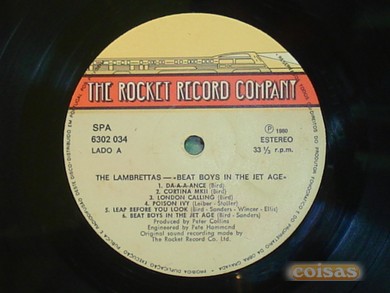 THE ROCKET RECORD COMPANY
SPA
6302 034
LADO A
Ⓟ 1980
ESTEREO
33 ⅓ r.p.m.
THE LAMBRETTAS — «BEAT BOYS IN THE JET AGE»
1. DA-A-A-ANCE (Bird)
2. CORTINA MKII (Bird)
3. LONDON CALLING (Bird)
4. POISON IVY (Leiber - Stoller)
5. LEAP BEFORE YOU LOOK (Bird - Sanders - Wincer - Ellis)
6. BEAT BOYS IN THE JET AGE (Bird - Sanders)
Produced by Peter Collins
Engineered by Pete Hammond
Original sound recording made by
The Rocket Record Co. Ltd.
coisas